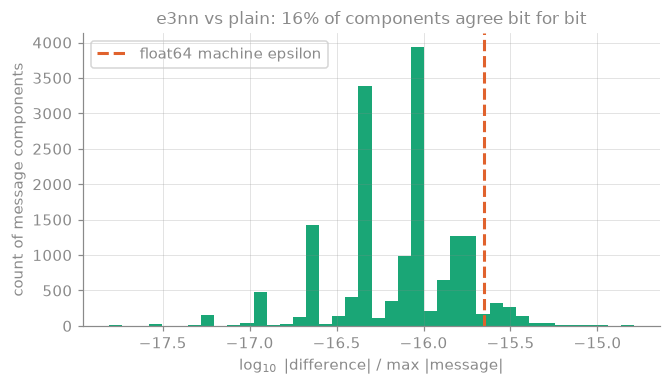 e3nn vs plain: 16% of components agree bit for bit
float64 machine epsilon
count of message components
4000
3500
3000
2500
2000
1500
1000
500
0
−17.5 −17.0 −16.5 −16.0 −15.5 −15.0
log₁₀ |difference| / max |message|